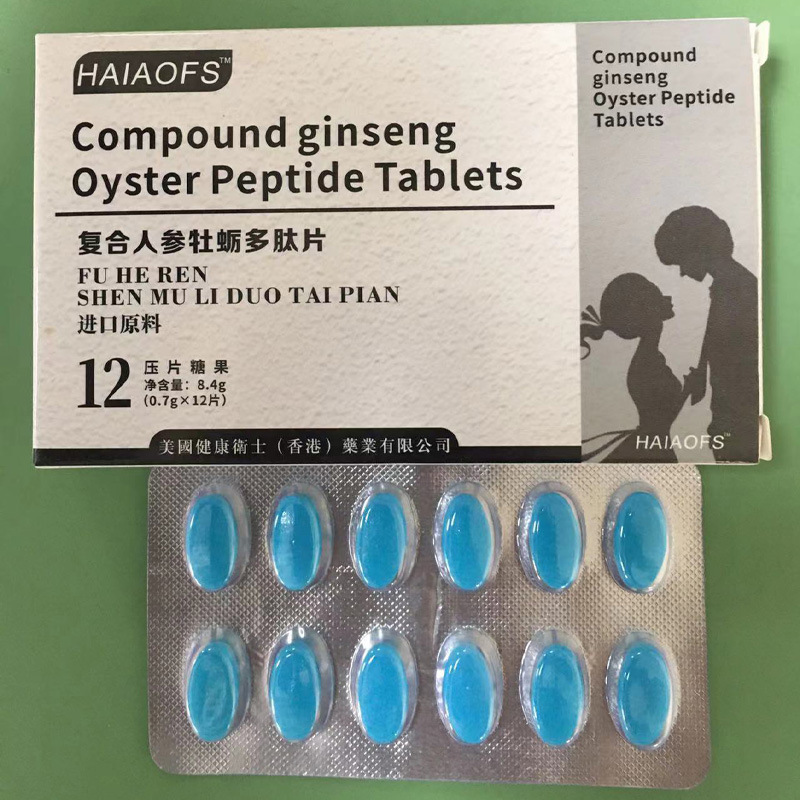 HAIAOFS™
Compound ginseng
Oyster Peptide Tablets
复合人参牡蛎多肽片
FU HE REN
SHEN MU LI DUO TAI PIAN
进口原料
12
压片糖果
净含量：8.4g
（0.7g×12片）
美國健康衛士（香港）藥業有限公司
Compound
ginseng
Oyster Peptide
Tablets
HAIAOFS™